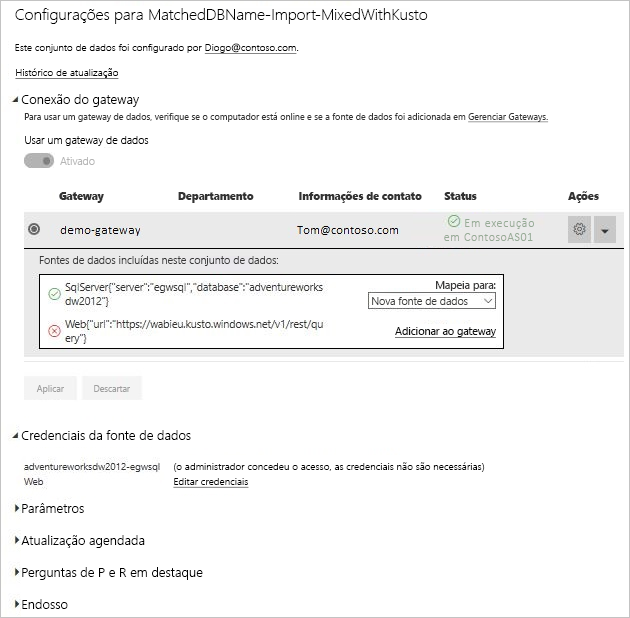 Configurações para MatchedDBName-Import-MixedWithKusto
Este conjunto de dados foi configurado por Diogo@contoso.com.
Histórico de atualização
Conexão do gateway
Para usar um gateway de dados, verifique se o computador está online e se a fonte de dados foi adicionada em Gerenciar Gateways.
Usar um gateway de dados
Ativado
Gateway Departamento Informações de contato Status Ações
demo-gateway Tom@contoso.com Em execução
em ContosoAS01
Fontes de dados incluídas neste conjunto de dados:
SqlServer{"server":"egwsql","database":"adventureworks
dw2012"}
Mapeia para:
Nova fonte de dados
Web{"url":"https://wabieu.kusto.windows.net/v1/rest/qu
ery"}
Adicionar ao gateway
Aplicar Descartar
Credenciais da fonte de dados
adventureworksdw2012-egwsql (o administrador concedeu o acesso, as credenciais não são necessárias)
Web Editar credenciais
Parâmetros
Atualização agendada
Perguntas de P e R em destaque
Endosso